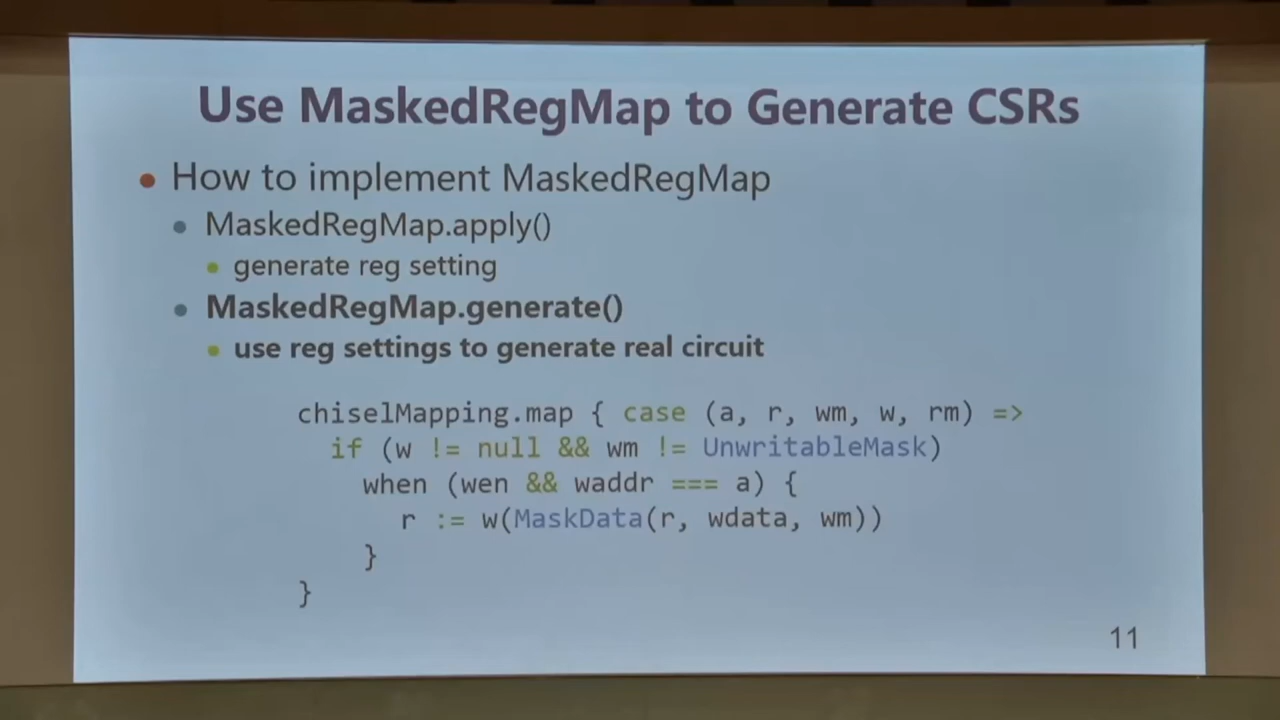 Use MaskedRegMap to Generate CSRs
How to implement MaskedRegMap
MaskedRegMap.apply()
generate reg setting
MaskedRegMap.generate()
use reg settings to generate real circuit
chiselMapping.map { case (a, r, wm, w, rm) =>
if (w != null && wm != UnwritableMask)
when (wen && waddr === a) {
r := w(MaskData(r, wdata, wm))
}
}
11